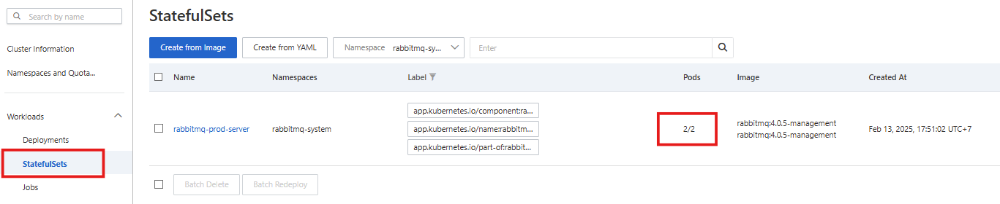 Search by name
Cluster Information
Namespaces and Quota...
Workloads
Deployments
StatefulSets
Jobs
StatefulSets
Create from Image
Create from YAML
Namespace rabbitmq-sy...
Enter
Name Namespaces Label Pods Image Created At
app.kubernetes.io/component:ra...
rabbitmq-prod-server rabbitmq-system app.kubernetes.io/name:rabbitm... 2/2 rabbitmq:4.0.5-management Feb 13, 2025, 17:51:02 UTC+7
rabbitmq:4.0.5-management
app.kubernetes.io/part-of:rabbit...
Batch Delete Batch Redeploy